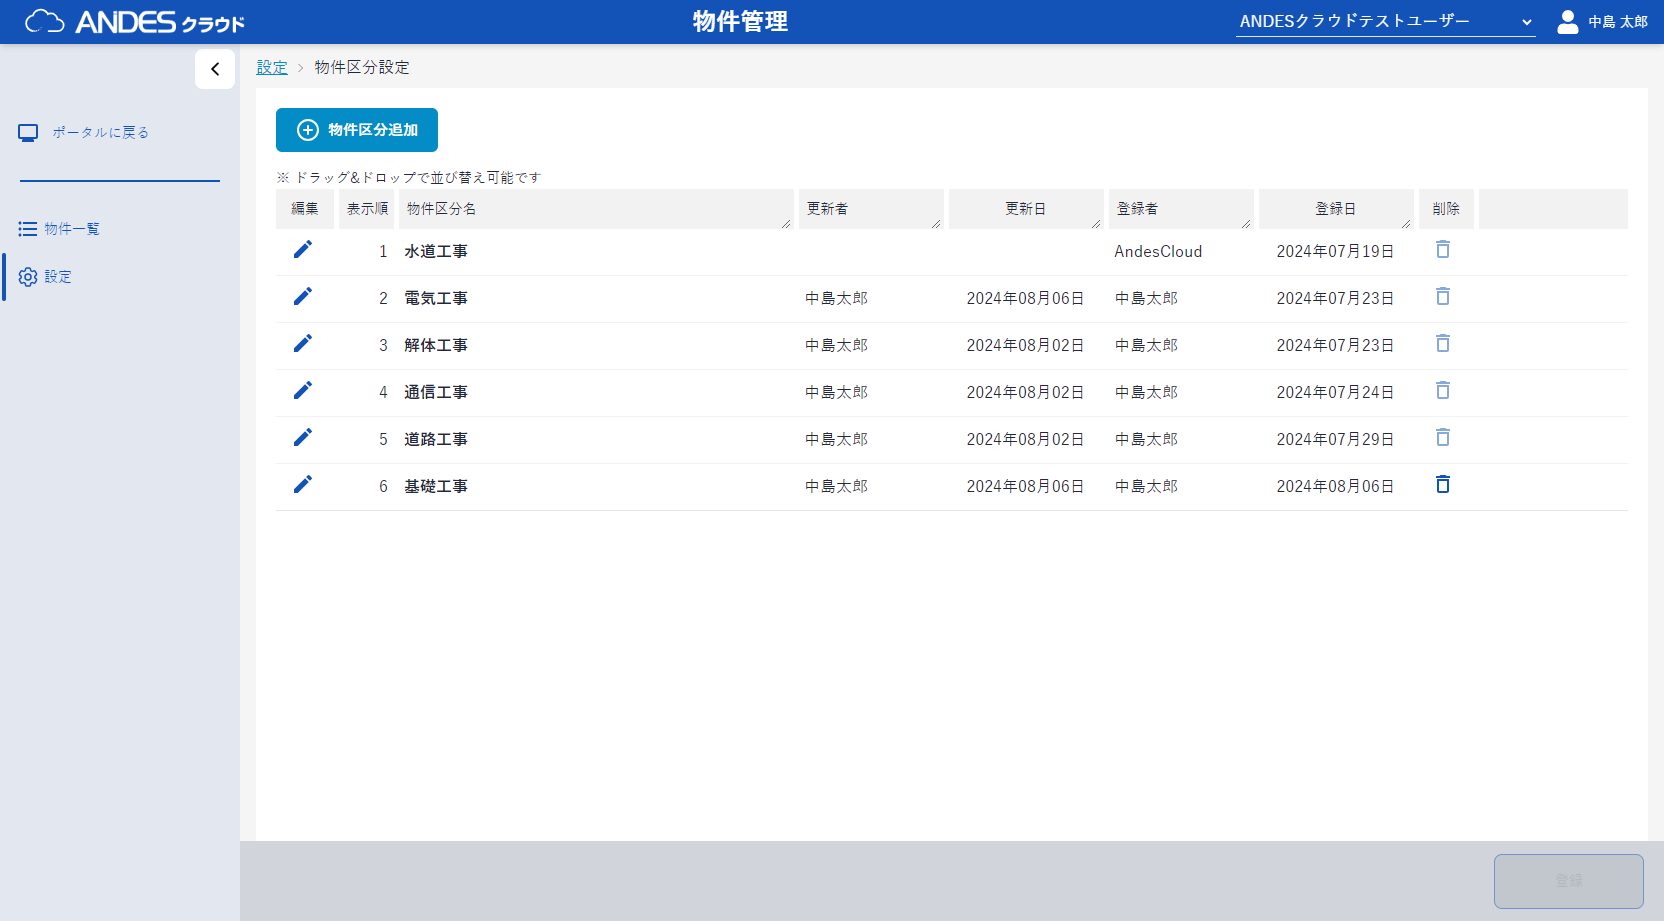 ANDES クラウド
物件管理
ANDESクラウドテストユーザー
中島 太郎
設定 > 物件区分設定
ポータルに戻る
物件一覧
設定
物件区分追加
※ ドラッグ&ドロップで並び替え可能です
編集 表示順 物件区分名 更新者 更新日 登録者 登録日 削除
1 水道工事 AndesCloud 2024年07月19日
2 電気工事 中島太郎 2024年08月06日 中島太郎 2024年07月23日
3 解体工事 中島太郎 2024年08月02日 中島太郎 2024年07月23日
4 通信工事 中島太郎 2024年08月02日 中島太郎 2024年07月24日
5 道路工事 中島太郎 2024年08月02日 中島太郎 2024年07月29日
6 基礎工事 中島太郎 2024年08月06日 中島太郎 2024年08月06日
登録